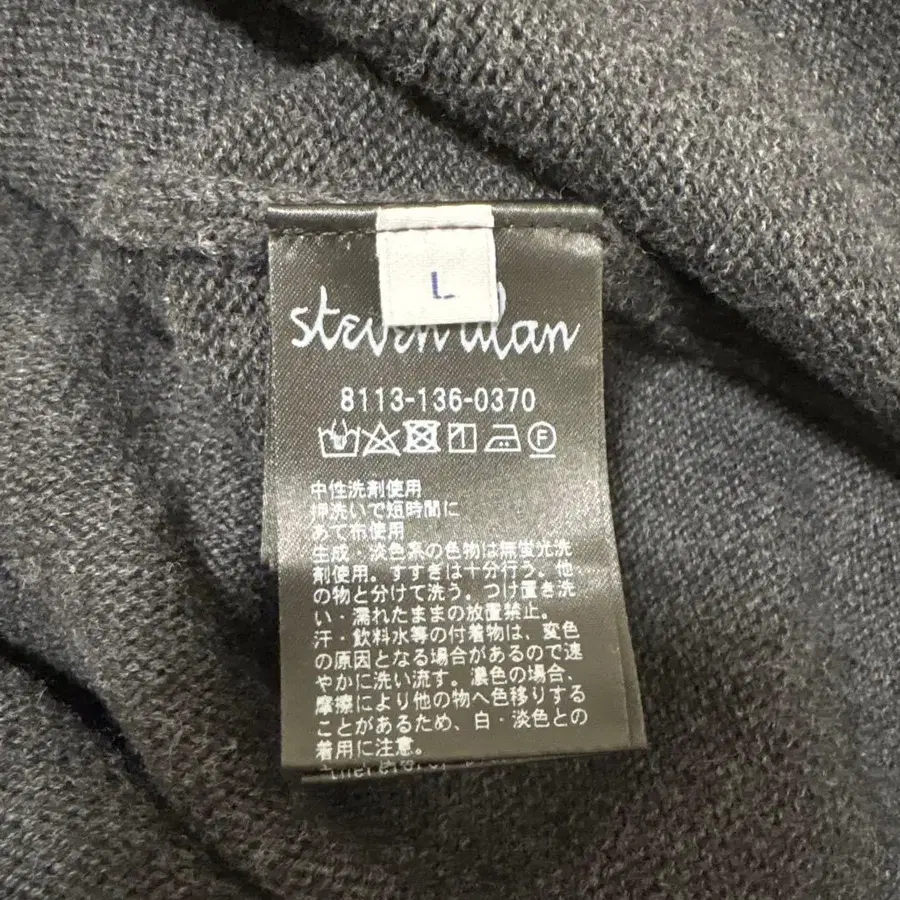 L
steven alan
8113-136-0370
F
中性洗剤使用
押洗いで短時間に
あて布使用
生成・淡色系の色物は無蛍光洗
剤使用。すすぎは十分行う。他
の物と分けて洗う。つけ置き洗
い・濡れたままの放置禁止。
汗・飲料水等の付着物は、変色
の原因となる場合があるので速
やかに洗い流す。濃色の場合、
摩擦により他の物へ色移りする
ことがあるため、白・淡色との
着用に注意。